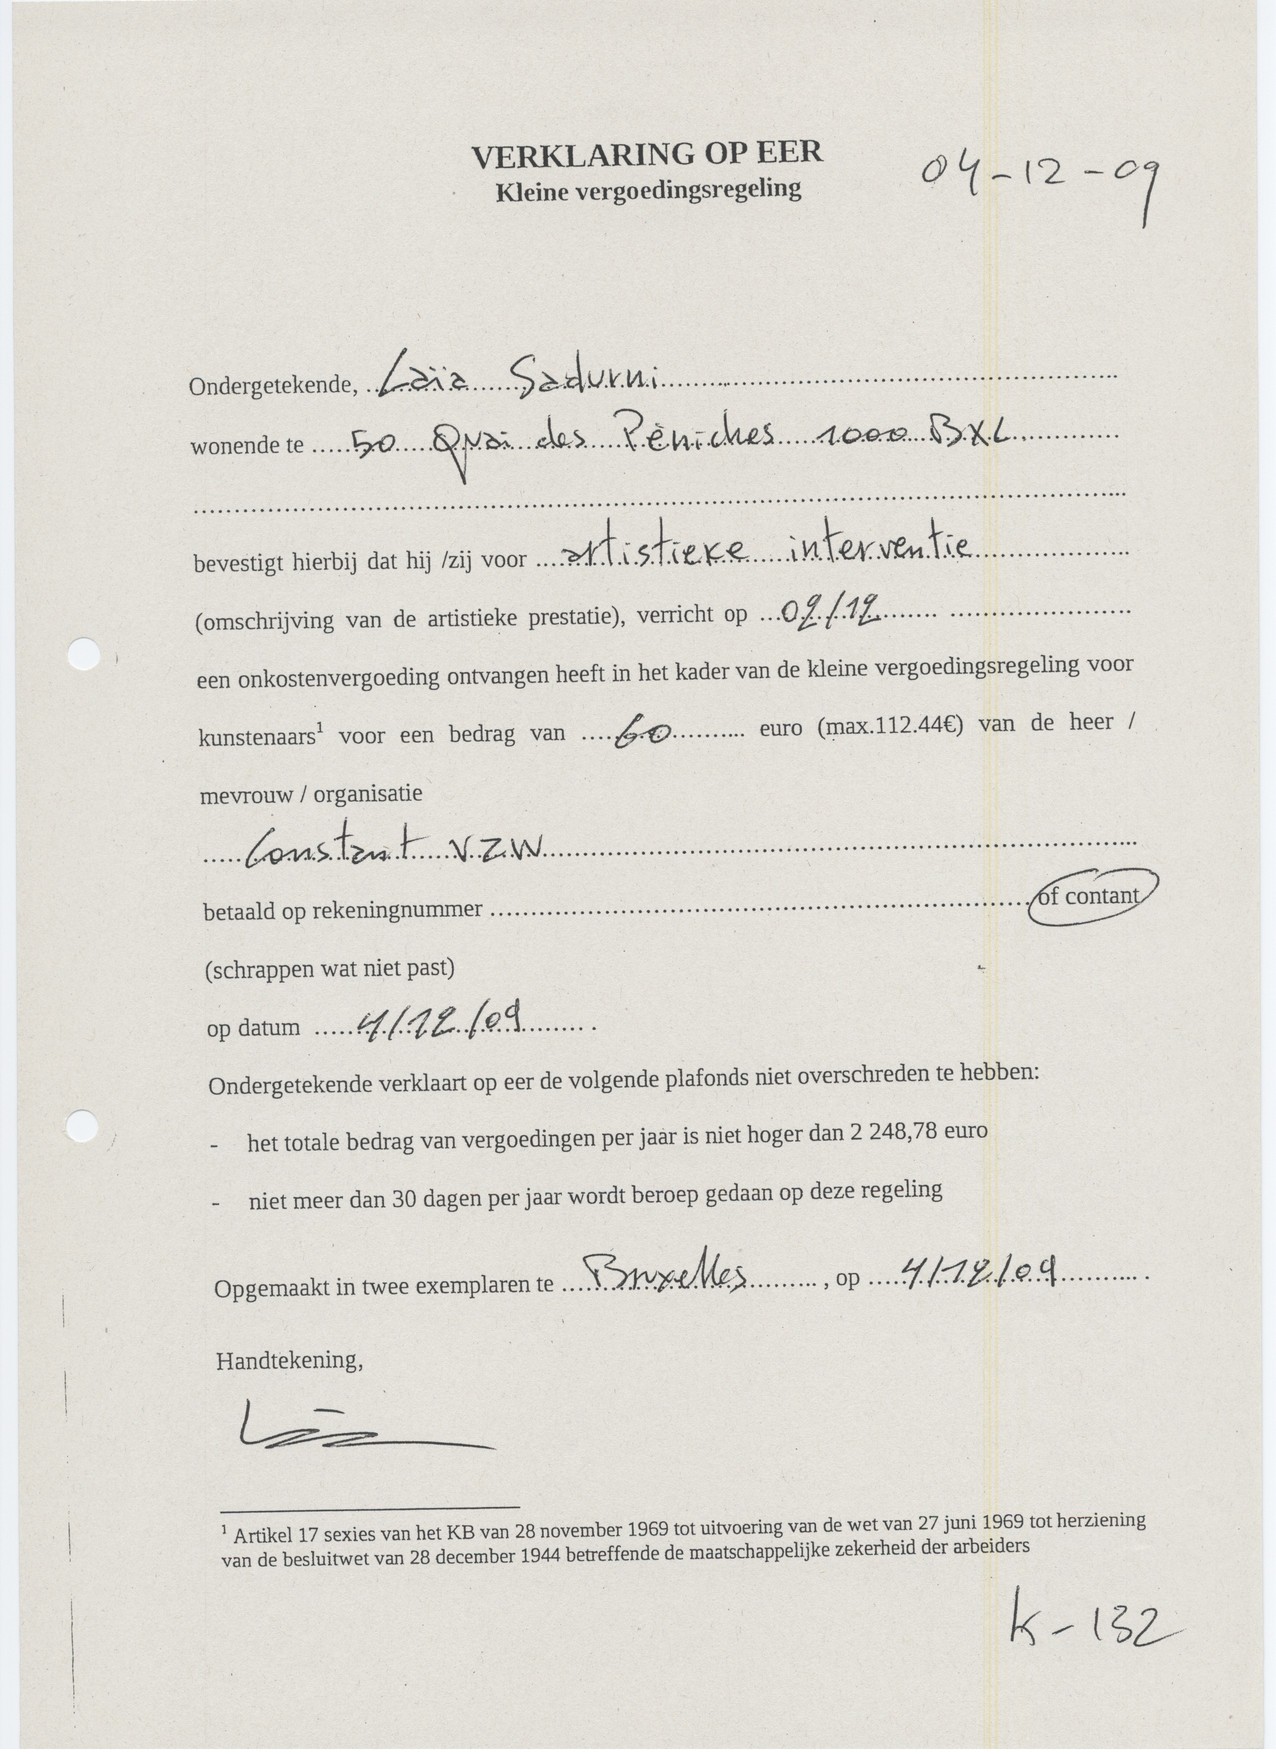 VERKLARING OP EER
Kleine vergoedingsregeling
04-12-09
Ondergetekende, ..Laïa.....Sadurni........................................
wonende te .....50....Quai..des...Pèniches....1000..BXL...............
..........................................................................
bevestigt hierbij dat hij /zij voor ....artistieke....interventie....................
(omschrijving van de artistieke prestatie), verricht op ...02/12....... .........................
een onkostenvergoeding ontvangen heeft in het kader van de kleine vergoedingsregeling voor
kunstenaars¹ voor een bedrag van ....60.......... euro (max.112.44€) van de heer /
mevrouw / organisatie
.....Constant....V.Z.W.................................................
betaald op rekeningnummer ...............................................of contant
(schrappen wat niet past)
op datum .....4/12/09......... .
Ondergetekende verklaart op eer de volgende plafonds niet overschreden te hebben:
- het totale bedrag van vergoedingen per jaar is niet hoger dan 2 248,78 euro
- niet meer dan 30 dagen per jaar wordt beroep gedaan op deze regeling
Opgemaakt in twee exemplaren te ...Bruxelles.......... , op .....4/12/09.............. .
Handtekening,
¹ Artikel 17 sexies van het KB van 28 november 1969 tot uitvoering van de wet van 27 juni 1969 tot herziening
van de besluitwet van 28 december 1944 betreffende de maatschappelijke zekerheid der arbeiders
K-132